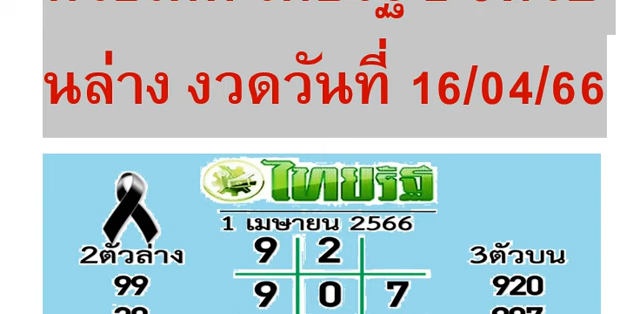 นล่าง งวดวันที่ 16/04/66
ไทยรัฐ
1 เมษายน 2566
2ตัวล่าง 9 2 3ตัวบน
99 9 0 7 920